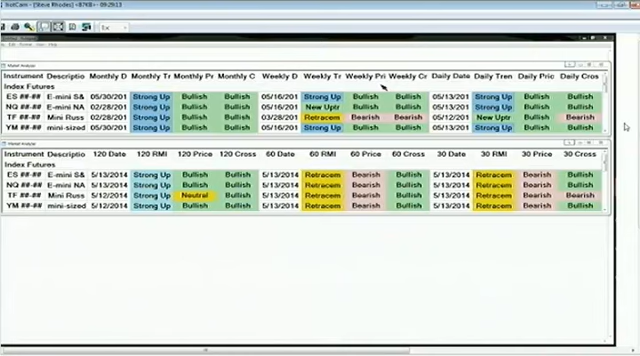 HotCam - [Steve Rhodes] <87KB> - 09:29:13
1x
Market Analyzer
Instrument Descriptio Monthly D Monthly Tr Monthly Pr Monthly C Weekly D Weekly Tr Weekly Pri Weekly Cr Daily Date Daily Tren Daily Pric Daily Cros
Index Futures
ES ##-## E-mini S& 05/30/201 Strong Up Bullish Bullish 05/16/201 Strong Up Bullish Bullish 05/13/201 Strong Up Bullish Bullish
NQ ##-## E-mini NA 02/28/201 Strong Up Bullish Bullish 05/16/201 New Uptr Bullish Bullish 05/13/201 Strong Up Bullish Bullish
TF ##-## Mini Russ 02/28/201 Strong Up Bullish Bullish 03/28/201 Retracem Bearish Bearish 05/12/201 New Uptr Bullish Bearish
YM ##-## mini-sized 05/30/201 Strong Up Bullish Bullish 05/16/201 Strong Up Bullish Bullish 05/13/201 Strong Up Bullish Bullish
Market Analyzer
Instrument Descriptio 120 Date 120 RMI 120 Price 120 Cross 60 Date 60 RMI 60 Price 60 Cross 30 Date 30 RMI 30 Price 30 Cross
Index Futures
ES ##-## E-mini S& 5/13/2014 Strong Up Bullish Bullish 5/13/2014 Retracem Bearish Bullish 5/13/2014 Retracem Bearish Bullish
NQ ##-## E-mini NA 5/13/2014 Strong Up Bullish Bullish 5/13/2014 Retracem Bearish Bullish 5/13/2014 Retracem Bearish Bearish
TF ##-## Mini Russ 5/12/2014 Strong Up Neutral Bullish 5/13/2014 Retracem Bearish Bullish 5/13/2014 Retracem Bearish Bearish
YM ##-## mini-sized 5/12/2014 Strong Up Bullish Bullish 5/13/2014 Retracem Bearish Bullish 5/13/2014 Retracem Bearish Bullish